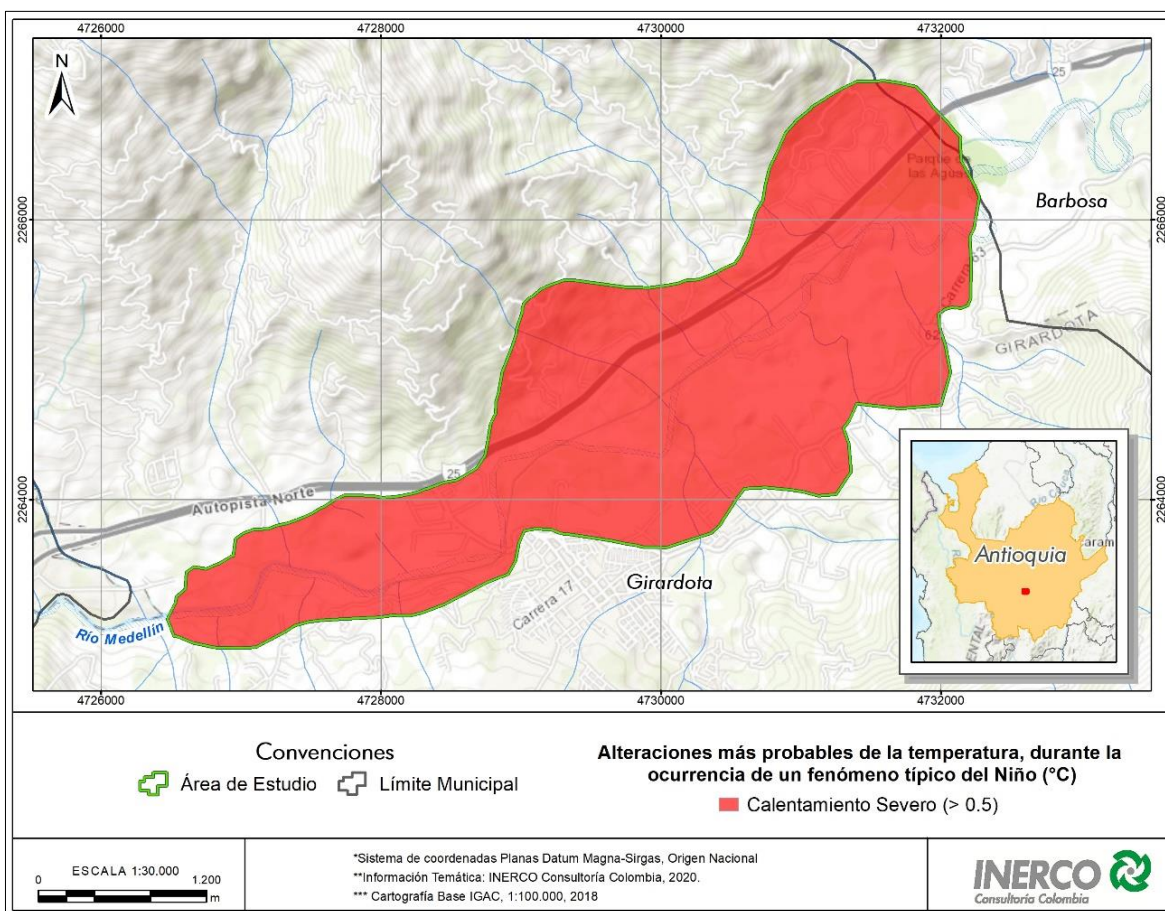 4726000
4728000
4730000
4732000
N
25
Parque de
las Aguas
Barbosa
2266000
2266000
Carrera 63
62
GIRARDOTA
25
Autopista Norte
2264000
2264000
Río Medellín
Carrera 17
Girardota
Río Cauca
Antioquia
aram
ENTAL
4726000
4728000
4730000
4732000
Convenciones
Área de Estudio
Límite Municipal
Alteraciones más probables de la temperatura, durante la
ocurrencia de un fenómeno típico del Niño (°C)
Calentamiento Severo (> 0.5)
ESCALA 1:30.000
0
1.200
m
*Sistema de coordenadas Planas Datum Magna-Sirgas, Origen Nacional
**Información Temática: INERCO Consultoría Colombia, 2020.
*** Cartografía Base IGAC, 1:100.000, 2018
INERCO
Consultoría Colombia